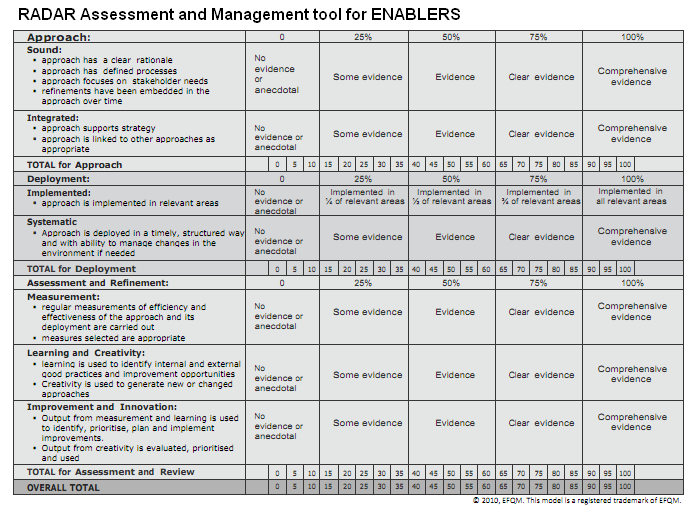 RADAR Assessment and Management tool for ENABLERS
Approach: 0 25% 50% 75% 100%
Sound:
• approach has a clear rationale
• approach has defined processes
• approach focuses on stakeholder needs
• refinements have been embedded in the
approach over time
No
evidence
or
anecdotal
Some evidence
Evidence
Clear evidence
Comprehensive
evidence
Integrated:
• approach supports strategy
• approach is linked to other approaches as
appropriate
No
evidence or
anecdotal
Some evidence
Evidence
Clear evidence
Comprehensive
evidence
TOTAL for Approach 0 5 10 15 20 25 30 35 40 45 50 55 60 65 70 75 80 85 90 95 100
Deployment: 0 25% 50% 75% 100%
Implemented:
• approach is implemented in relevant areas
No
evidence or
anecdotal
Implemented in
¼ of relevant areas
Implemented in
½ of relevant areas
Implemented in
¾ of relevant areas
Implemented in
all relevant areas
Systematic
• Approach is deployed in a timely, structured way
and with ability to manage changes in the
environment if needed
No
evidence or
anecdotal
Some evidence
Evidence
Clear evidence
Comprehensive
evidence
TOTAL for Deployment 0 5 10 15 20 25 30 35 40 45 50 55 60 65 70 75 80 85 90 95 100
Assessment and Refinement: 0 25% 50% 75% 100%
Measurement:
• regular measurements of efficiency and
effectiveness of the approach and its
deployment are carried out
• measures selected are appropriate
No
evidence or
anecdotal
Some evidence
Evidence
Clear evidence
Comprehensive
evidence
Learning and Creativity:
• learning is used to identify internal and external
good practices and improvement opportunities
• Creativity is used to generate new or changed
approaches
No
evidence or
anecdotal
Some evidence
Evidence
Clear evidence
Comprehensive
evidence
Improvement and Innovation:
• Output from measurement and learning is used
to identify, prioritise, plan and implement
improvements.
• Output from creativity is evaluated, prioritised
and used
No
evidence or
anecdotal
Some evidence
Evidence
Clear evidence
Comprehensive
evidence
TOTAL for Assessment and Review 0 5 10 15 20 25 30 35 40 45 50 55 60 65 70 75 80 85 90 95 100
OVERALL TOTAL 0 5 10 15 20 25 30 35 40 45 50 55 60 65 70 75 80 85 90 95 100
© 2010, EFQM. This model is a registered trademark of EFQM.